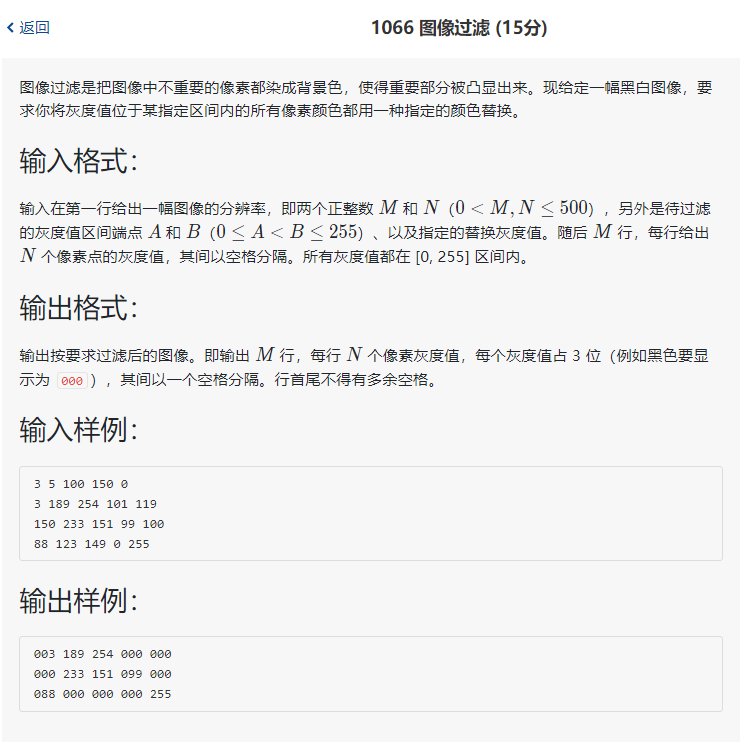 返回
1066 图像过滤 (15分)
图像过滤是把图像中不重要的像素都染成背景色，使得重要部分被凸显出来。现给定一幅黑白图像，要
求你将灰度值位于某指定区间内的所有像素颜色都用一种指定的颜色替换。
输入格式：
输入在第一行给出一幅图像的分辨率，即两个正整数 M 和 N（0 < M, N ≤ 500），另外是待过滤
的灰度值区间端点 A 和 B（0 ≤ A < B ≤ 255）、以及指定的替换灰度值。随后 M 行，每行给出
N 个像素点的灰度值，其间以空格分隔。所有灰度值都在 [0, 255] 区间内。
输出格式：
输出按要求过滤后的图像。即输出 M 行，每行 N 个像素灰度值，每个灰度值占 3 位（例如黑色要显
示为 000），其间以一个空格分隔。行首尾不得有多余空格。
输入样例：
3 5 100 150 0
3 189 254 101 119
150 233 151 99 100
88 123 149 0 255
输出样例：
003 189 254 000 000
000 233 151 099 000
088 000 000 000 255